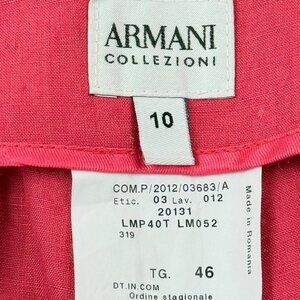 ARMANI
COLLEZIONI
10
COM.P/2012/03683/A
Etic. 03 Lav. 012
20131
LMP40T LM052
319
TG. 46
DT.IN.COM
Ordine stagionale
Made in Romania